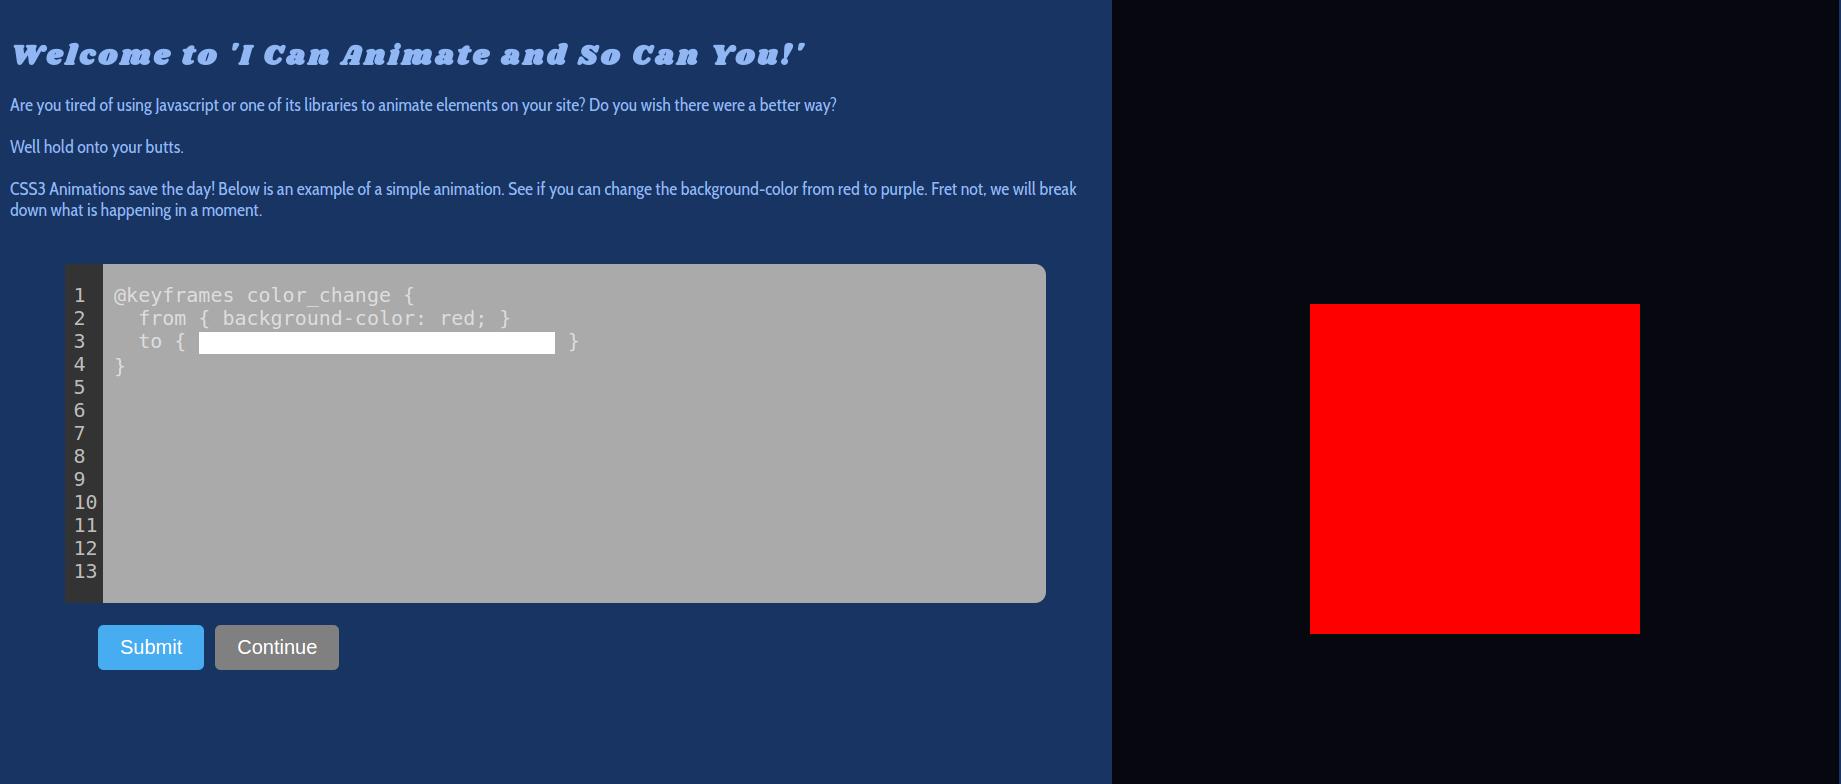 Welcome to 'I Can Animate and So Can You!'
Are you tired of using Javascript or one of its libraries to animate elements on your site? Do you wish there were a better way?
Well hold onto your butts.
CSS3 Animations save the day! Below is an example of a simple animation. See if you can change the background-color from red to purple. Fret not, we will break
down what is happening in a moment.
1 @keyframes color_change {
2 from { background-color: red; }
3 to { }
4 }
5
6
7
8
9
10
11
12
13
Submit Continue